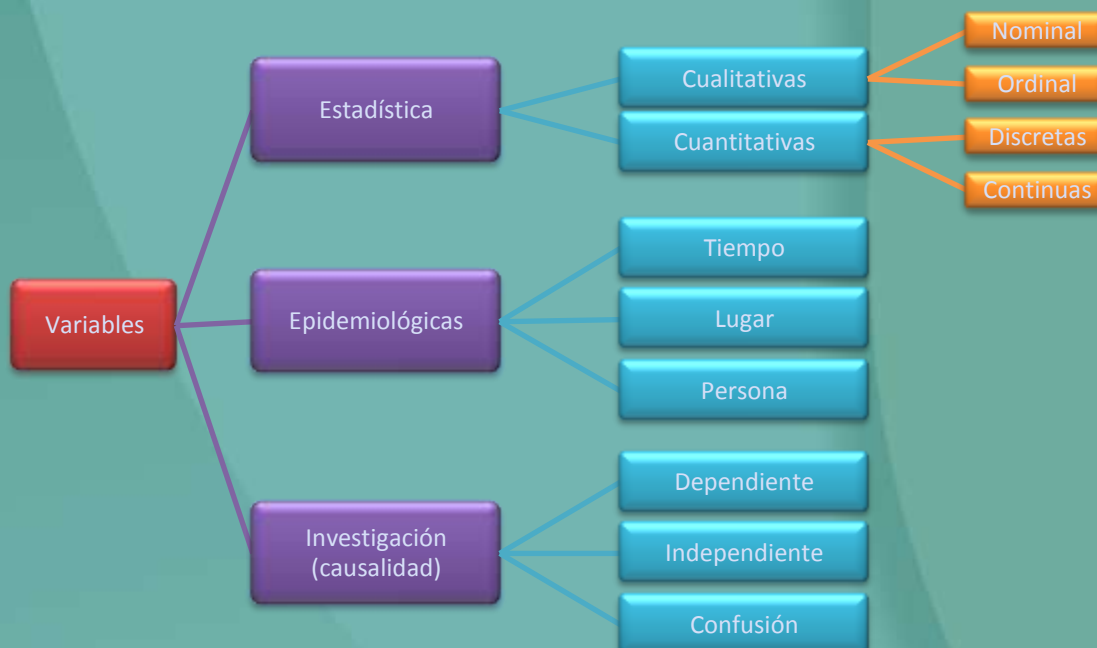 Variables
Estadística
Cualitativas
Nominal
Ordinal
Cuantitativas
Discretas
Continuas
Epidemiológicas
Tiempo
Lugar
Persona
Investigación
(causalidad)
Dependiente
Independiente
Confusión